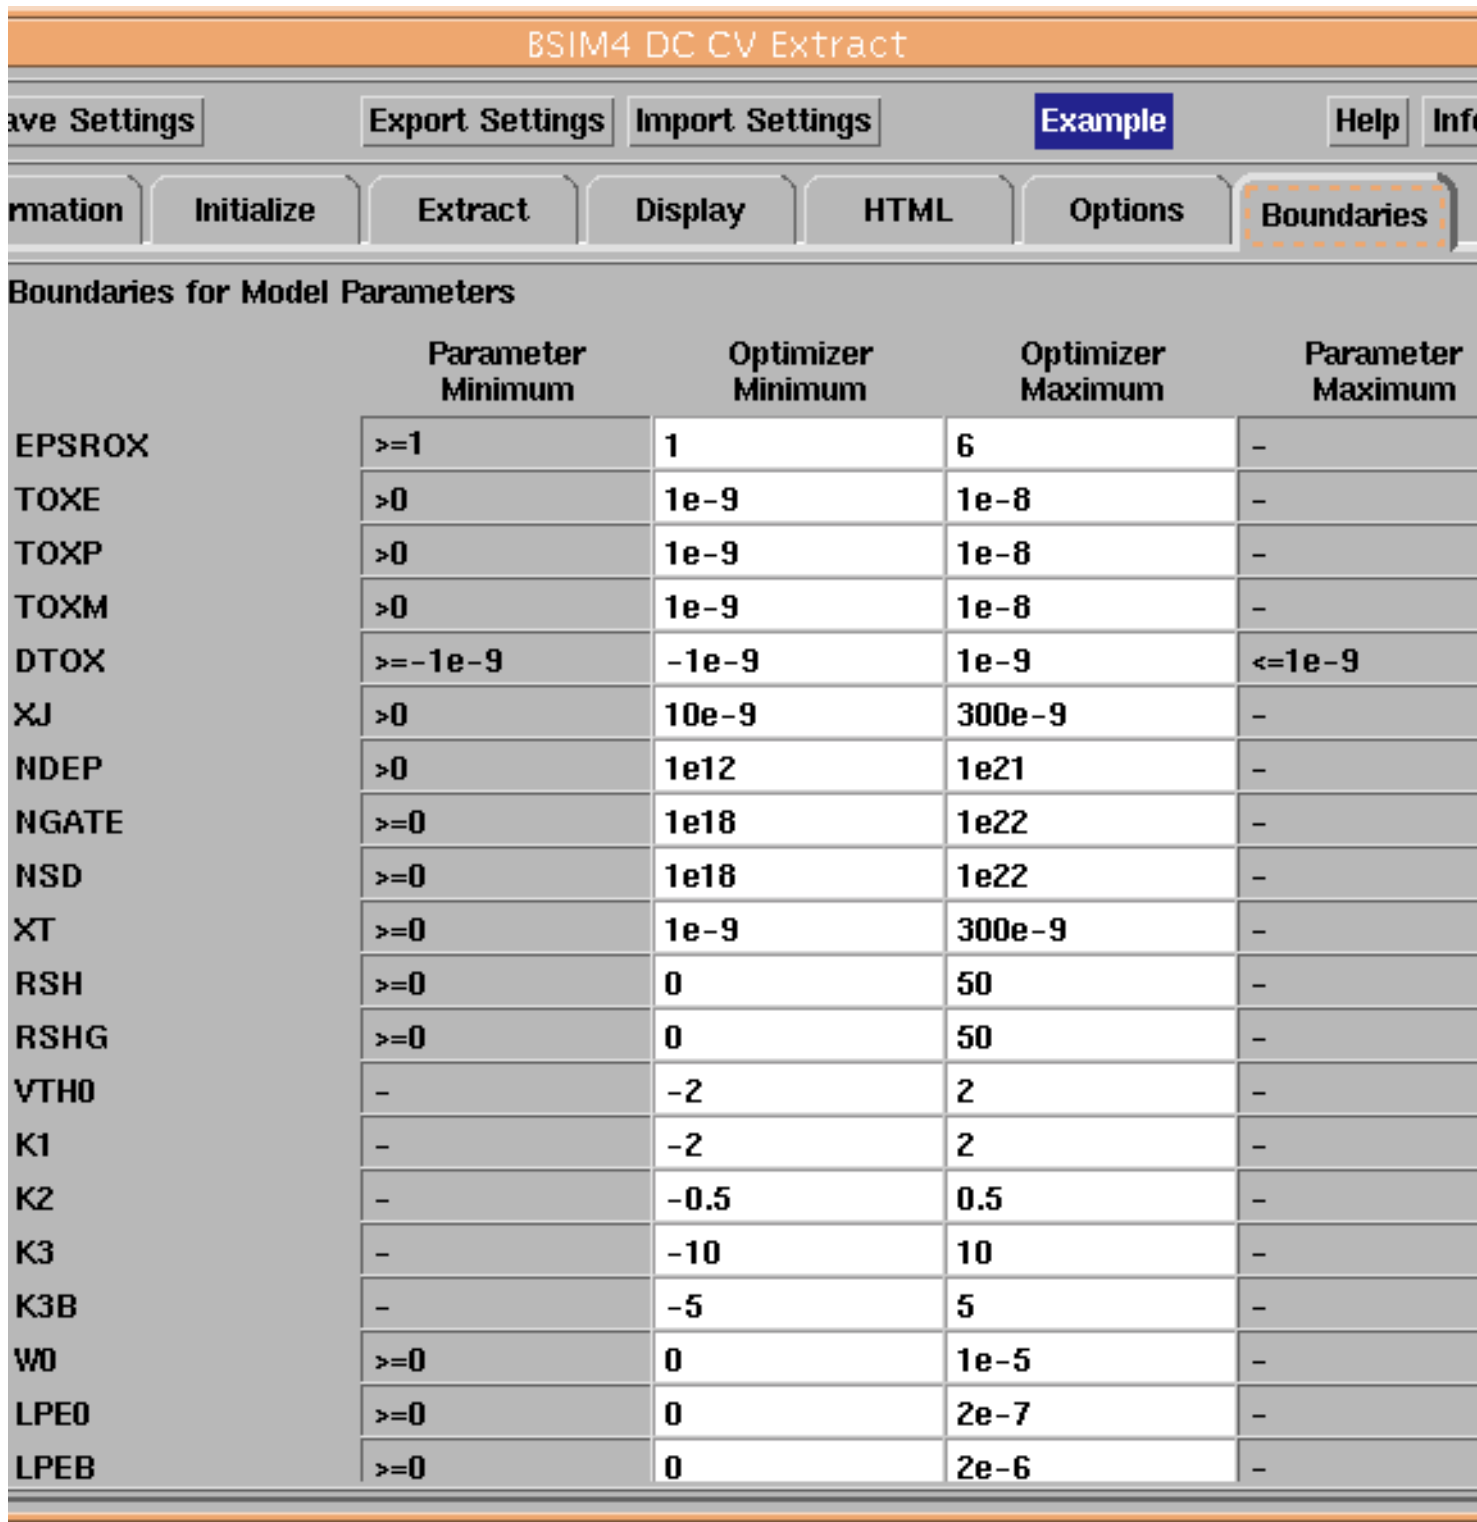 BSIM4 DC CV Extract
ave Settings Export Settings Import Settings Example Help Info
rmation Initialize Extract Display HTML Options Boundaries
Boundaries for Model Parameters
Parameter Optimizer Optimizer Parameter
Minimum Minimum Maximum Maximum
EPSROX >=1 1 6 -
TOXE >0 1e-9 1e-8 -
TOXP >0 1e-9 1e-8 -
TOXM >0 1e-9 1e-8 -
DTOX >=-1e-9 -1e-9 1e-9 <=1e-9
XJ >0 10e-9 300e-9 -
NDEP >0 1e12 1e21 -
NGATE >=0 1e18 1e22 -
NSD >=0 1e18 1e22 -
XT >=0 1e-9 300e-9 -
RSH >=0 0 50 -
RSHG >=0 0 50 -
VTH0 - -2 2 -
K1 - -2 2 -
K2 - -0.5 0.5 -
K3 - -10 10 -
K3B - -5 5 -
W0 >=0 0 1e-5 -
LPE0 >=0 0 2e-7 -
LPEB >=0 0 2e-6 -